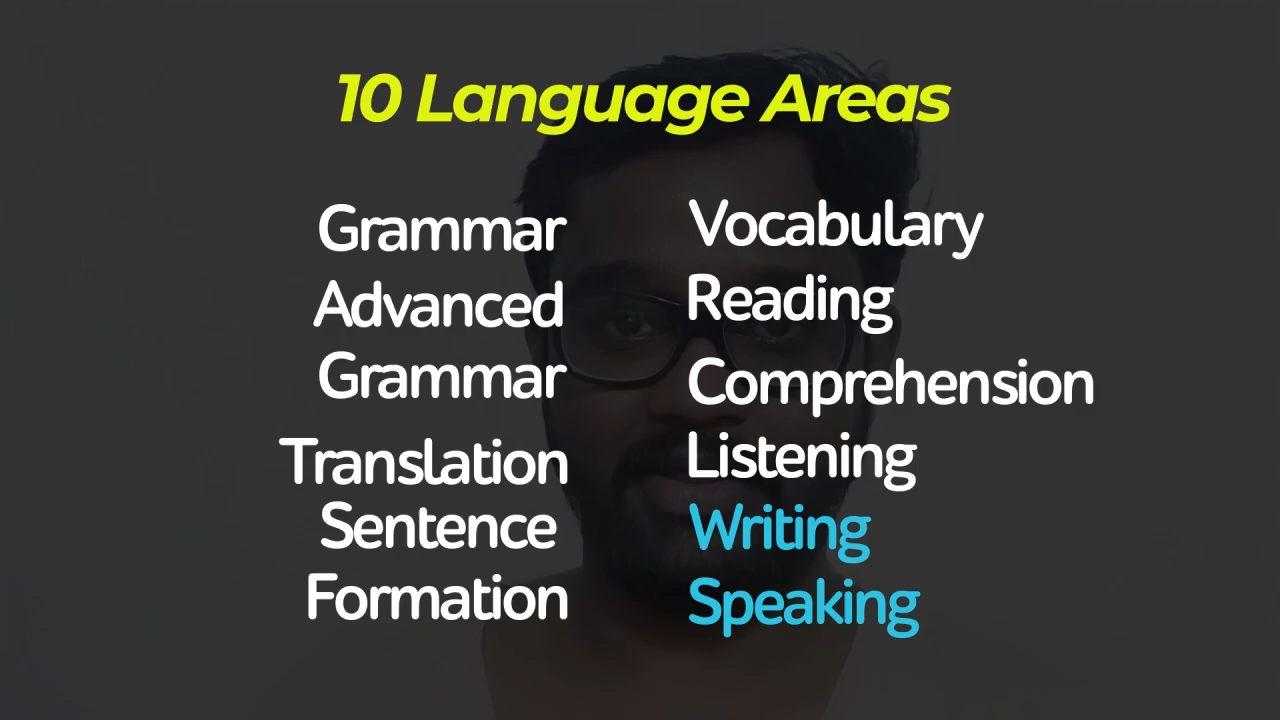 10 Language Areas
Grammar
Advanced
Grammar
Translation
Sentence
Formation
Vocabulary
Reading
Comprehension
Listening
Writing
Speaking